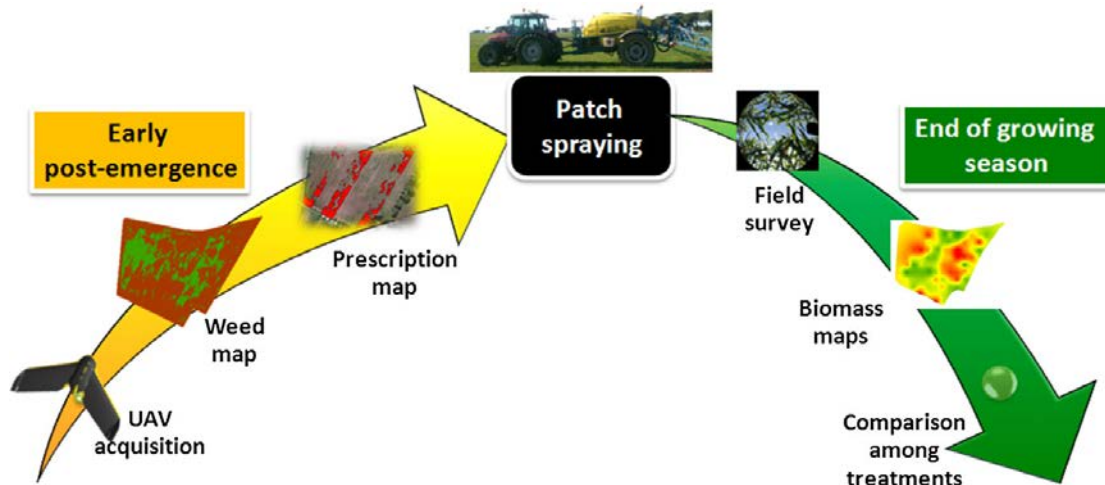 Early
post-emergence
UAV
acquisition
Weed
map
Prescription
map
Patch
spraying
Field
survey
End of growing
season
Biomass
maps
Comparison
among
treatments